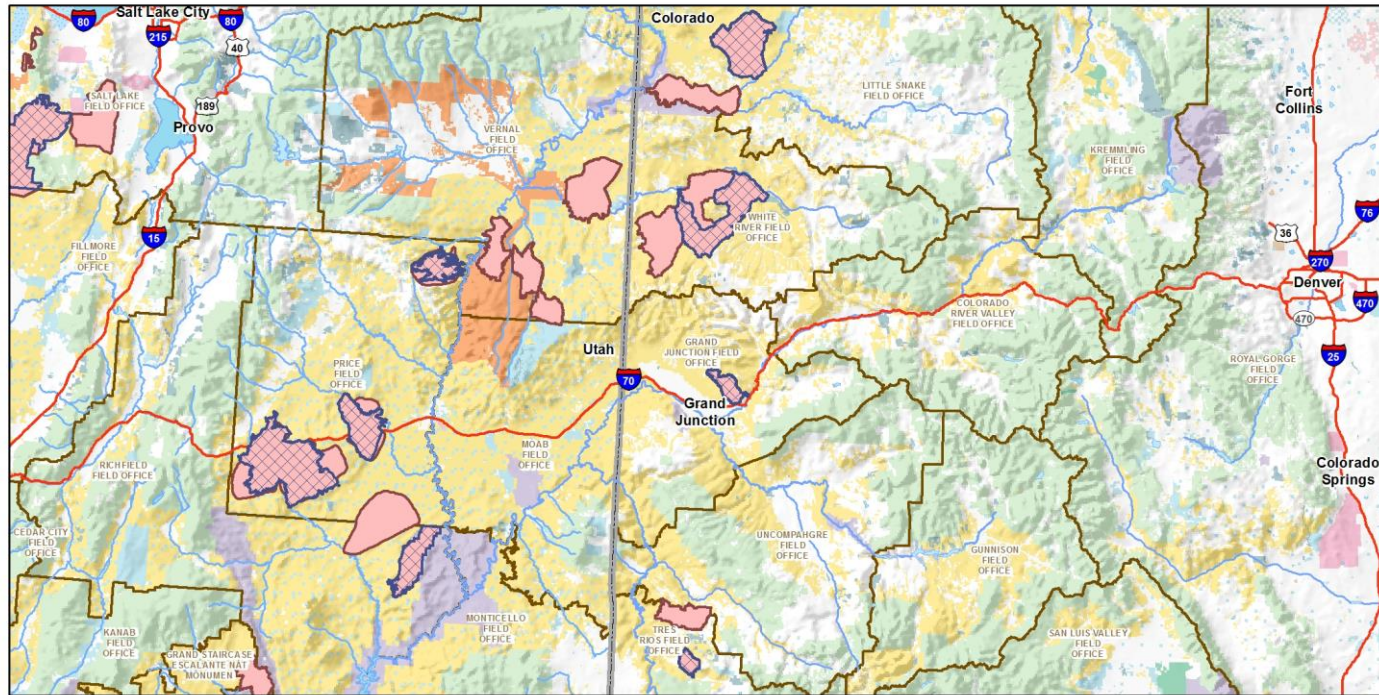 Salt Lake City
80
80
215
40
189
Colorado
SALT LAKE
FIELD OFFICE
Provo
VERNAL
FIELD
OFFICE
LITTLE SNAKE
FIELD OFFICE
Fort
Collins
KREMMLING
FIELD
OFFICE
15
FILLMORE
FIELD
OFFICE
WHITE
RIVER FIELD
OFFICE
76
36
270
Denver
470
470
COLORADO
RIVER VALLEY
FIELD OFFICE
Utah
GRAND
JUNCTION FIELD
OFFICE
PRICE
FIELD
OFFICE
70
25
ROYAL GORGE
FIELD
OFFICE
Grand
Junction
MOAB
FIELD
OFFICE
RICHFIELD
FIELD OFFICE
Colorado
Springs
CEDAR CITY
FIELD
OFFICE
UNCOMPAHGRE
FIELD
OFFICE
GUNNISON
FIELD
OFFICE
MONTICELLO
FIELD
OFFICE
KANAB
FIELD
OFFICE
TRES
RIOS FIELD
OFFICE
SAN LUIS VALLEY
FIELD
OFFICE
GRAND STAIRCASE
ESCALANTE NAT
MONUMEN